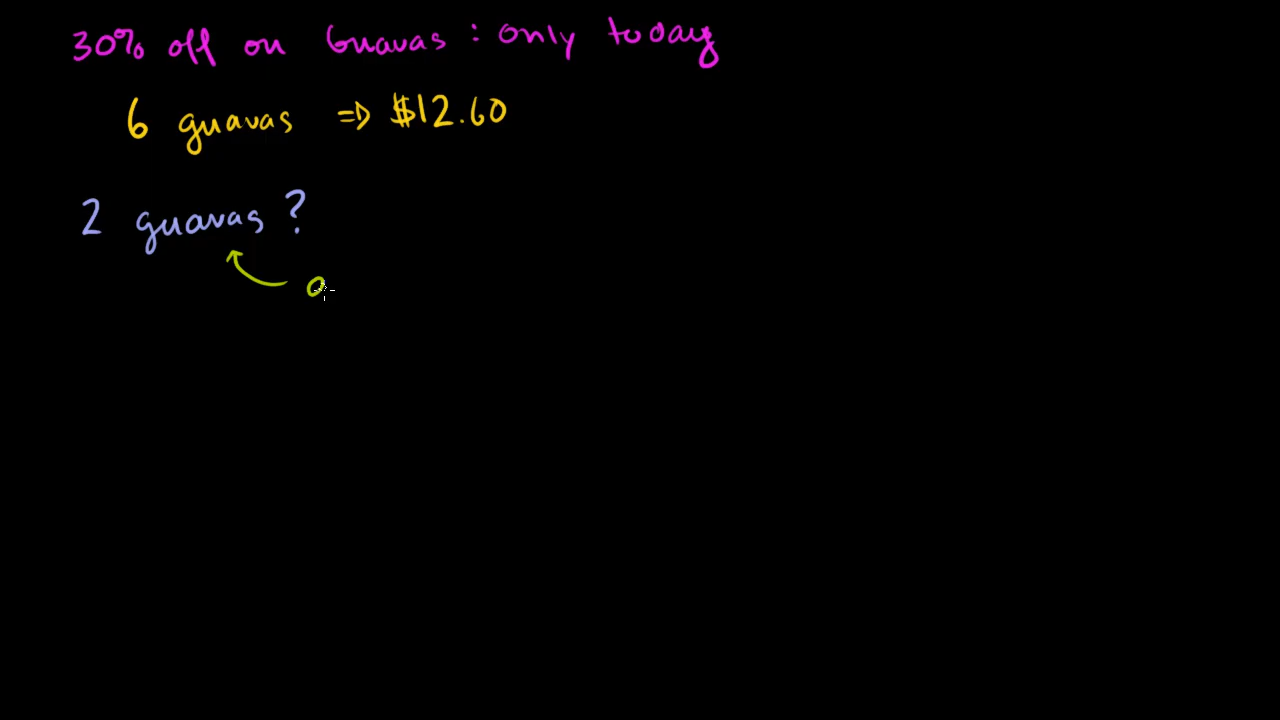 30% off on Guavas : only today
6 guavas ⇒ $12.60
2 guavas ?
o